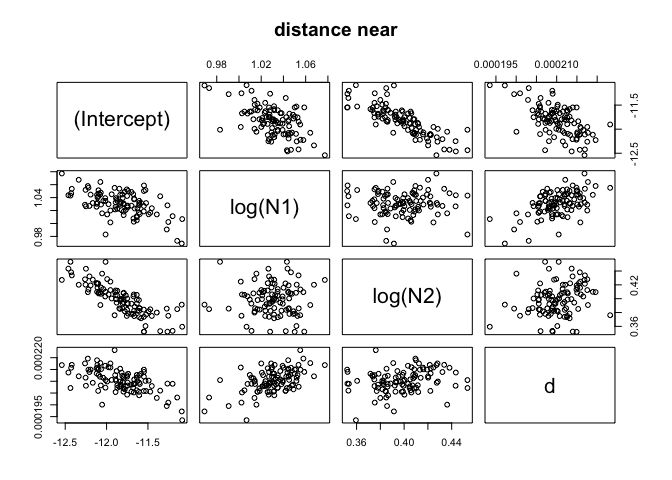 distance near
0.98 1.02 1.06
0.000195 0.000210
(Intercept)
-12.5 -11.5
0.98 1.04
log(N1)
log(N2)
0.36 0.42
0.000195 0.000220
d
-12.5 -12.0 -11.5
0.36 0.40 0.44